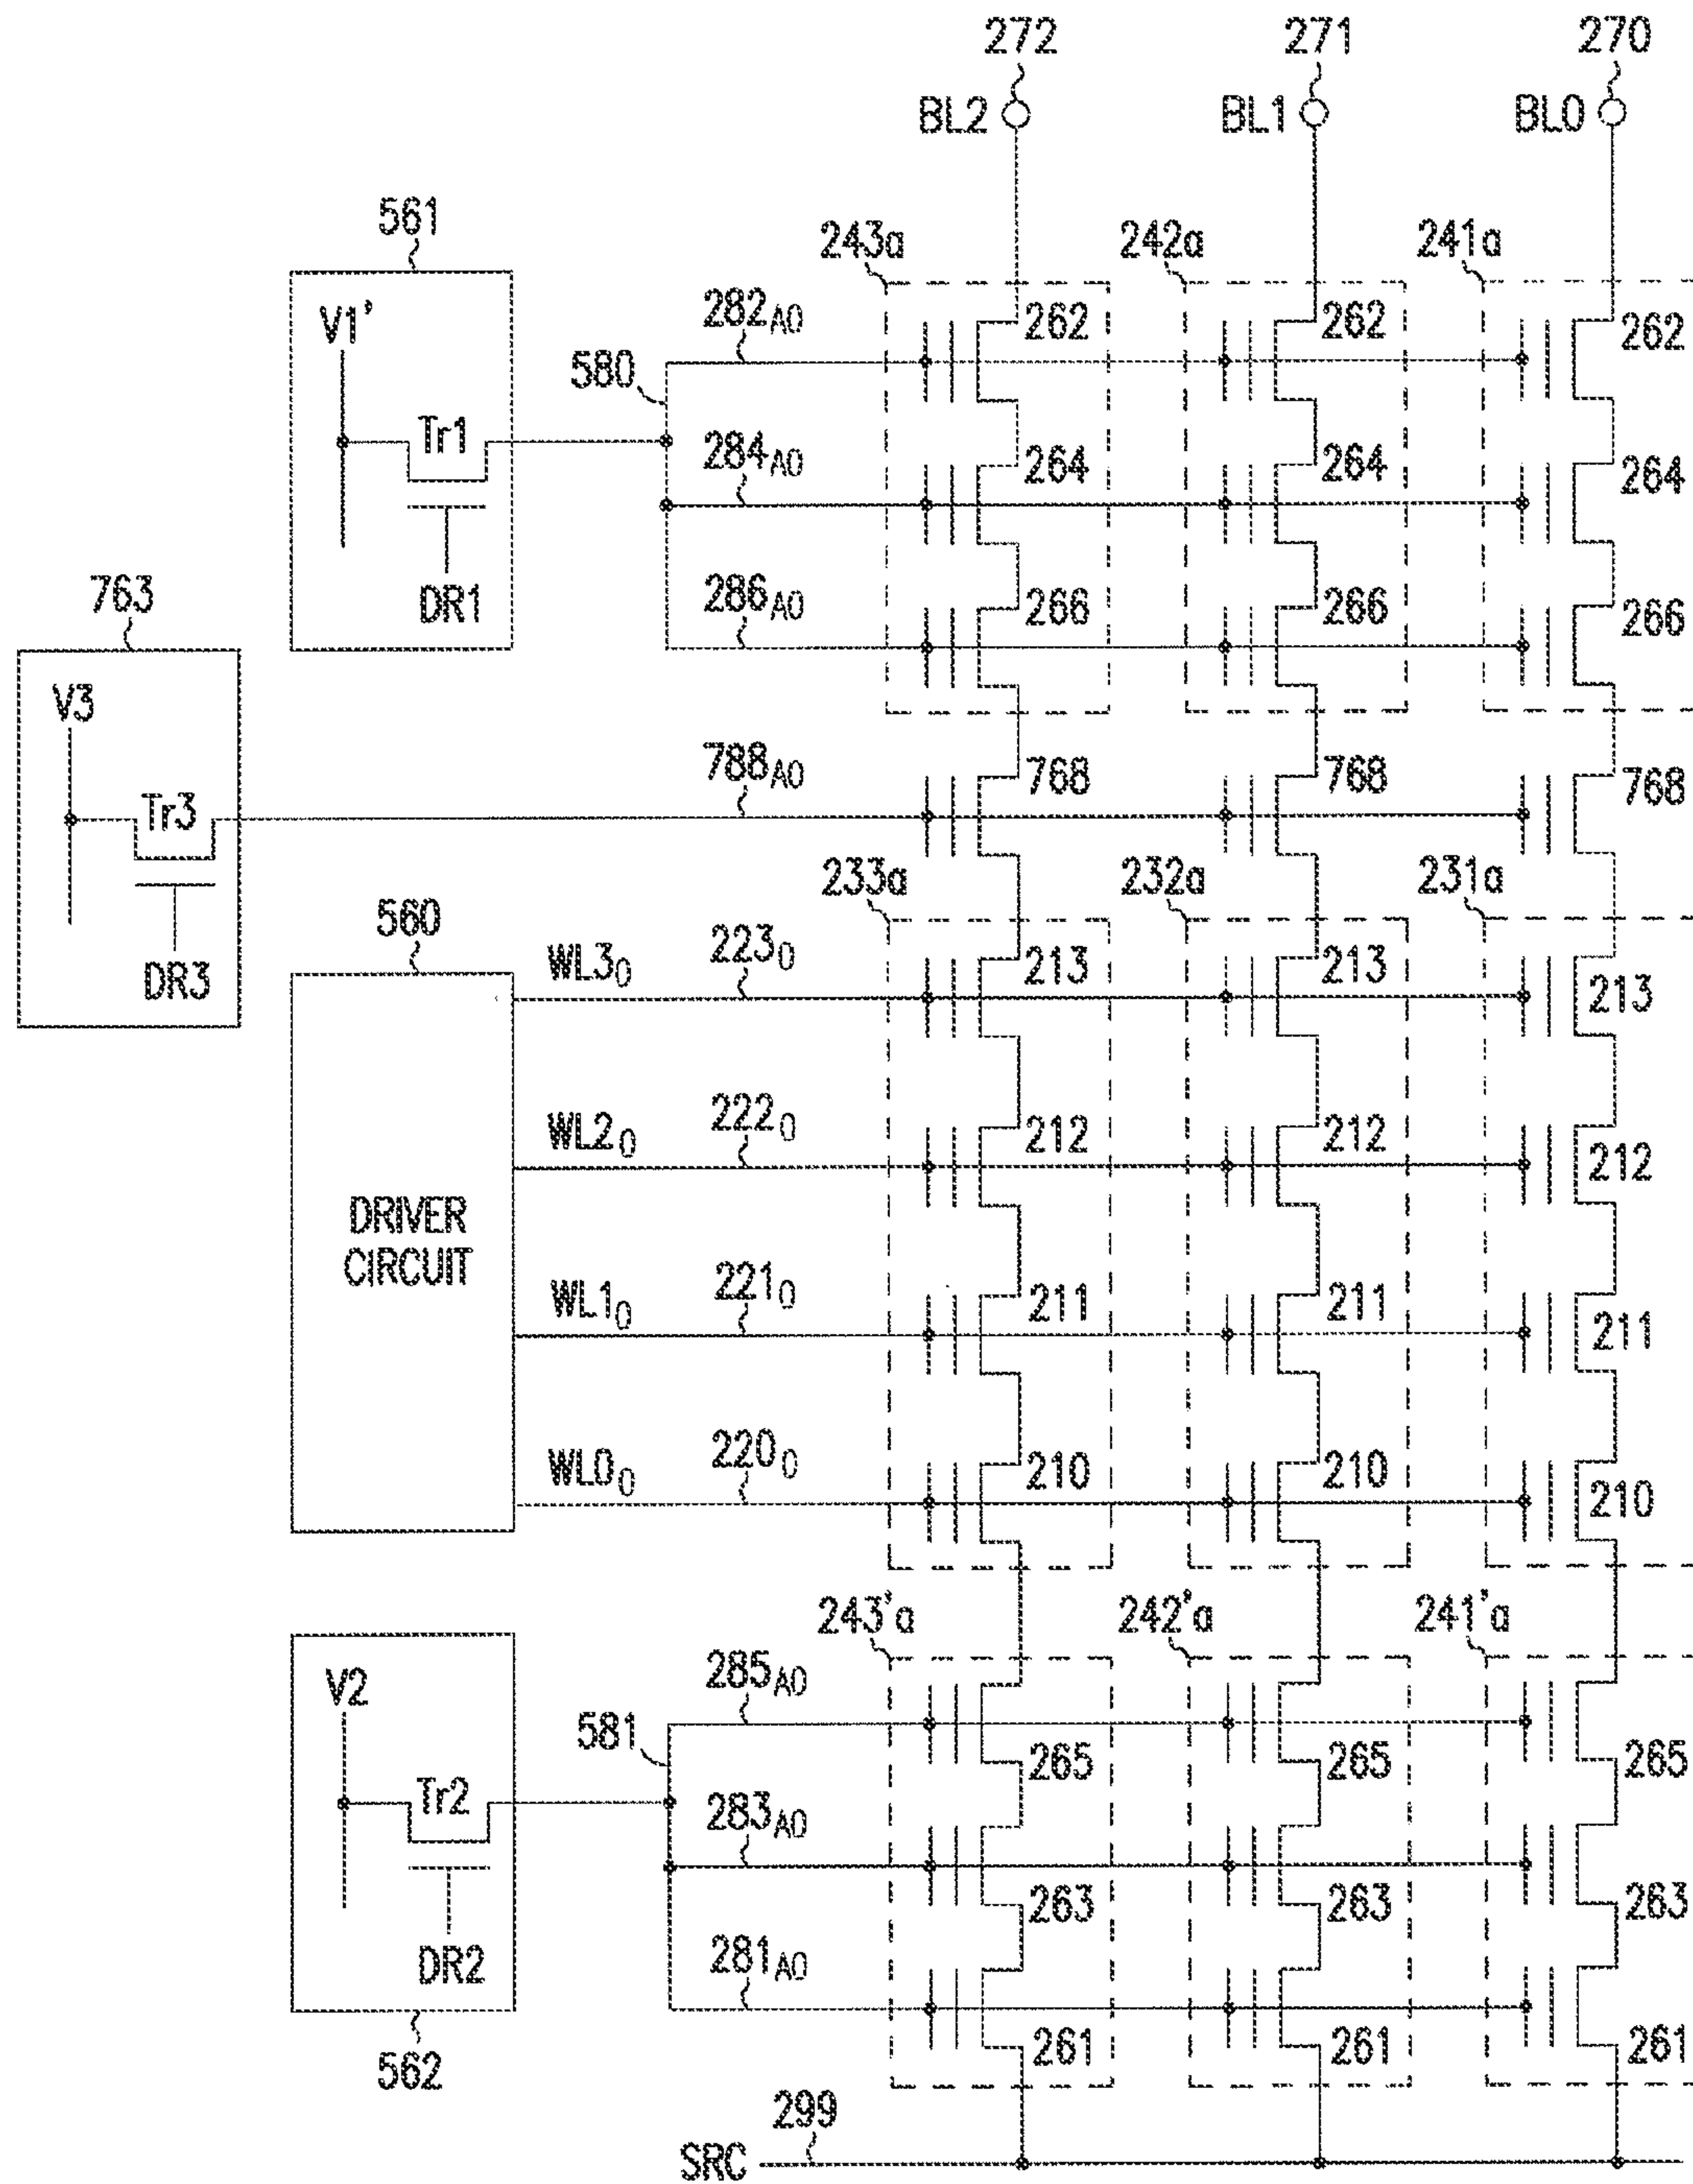 272 271 270
BL2 BL1 BL0
561 243a 242a 241a
V1' 282A0 262 262 262
580
Tr1 284A0 264 264 264
763 DR1 286A0 266 266 266
V3 788A0 768 768 768
Tr3
560 233a 232a 231a
DR3 WL3₀ 223₀ 213 213 213
WL2₀ 222₀ 212 212 212
DRIVER
CIRCUIT
WL1₀ 221₀ 211 211 211
WL0₀ 220₀ 210 210 210
243'a 242'a 241'a
V2 285A0
581 265 265 265
Tr2 283A0
263 263 263
DR2 281A0
562 261 261 261
299
SRC